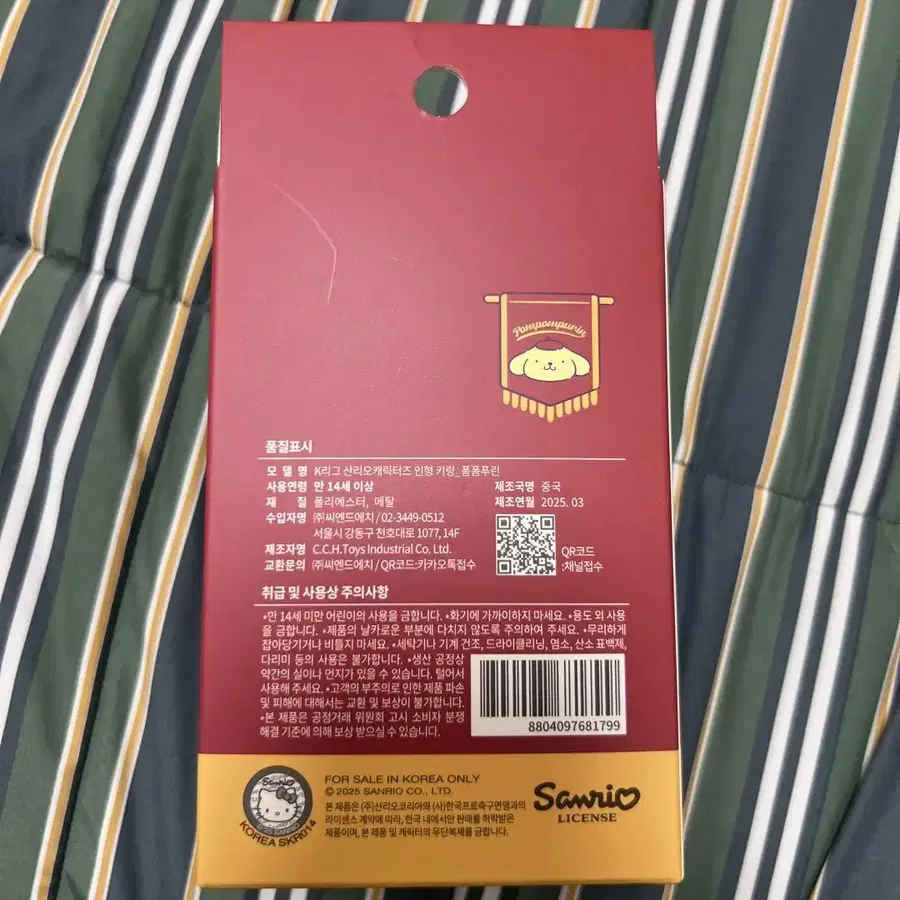 Pompompurin
품질표시
모 델 명 K리그 산리오캐릭터즈 인형 키링_폼폼푸린
사용연령 만 14세 이상
제조국명 중국
재 질 폴리에스터, 메탈
제조연월 2025. 03
수입자명 ㈜씨엔드에치 / 02-3449-0512
서울시 강동구 천호대로 1077, 14F
제조자명 C.C.H.Toys Industrial Co. Ltd.
교환문의 ㈜씨엔드에치 / QR코드:카카오톡접수
QR코드
:채널접수
취급 및 사용상 주의사항
•만 14세 미만 어린이의 사용을 금합니다. •화기에 가까이하지 마세요. •용도 외 사용
을 금합니다. •제품의 날카로운 부분에 다치지 않도록 주의하여 주세요. •무리하게
잡아당기거나 비틀지 마세요. •세탁기나 기계 건조, 드라이클리닝, 염소, 산소 표백제,
다리미 등의 사용은 불가합니다. •생산 공정상
약간의 실이나 먼지가 있을 수 있습니다. 털어서
사용해 주세요. •고객의 부주의로 인한 제품 파손
및 피해에 대해서는 교환 및 보상이 불가합니다.
•본 제품은 공정거래 위원회 고시 소비자 분쟁
해결 기준에 의해 보상 받으실 수 있습니다.
8804097681799
FOR SALE IN KOREA ONLY
© 2025 SANRIO CO., LTD.
본 제품은 (주)산리오코리아와 (사)한국프로축구연맹과의
라이센스 계약에 따라, 한국 내에서만 판매를 허락받은
제품이며, 본 제품 및 캐릭터의 무단복제를 금합니다.
Sanrio
LICENSE
Sanrio
KOREA SKR014